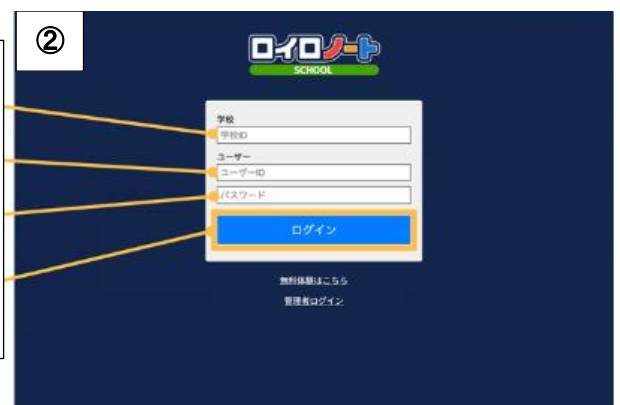 ②
ロイロノート
SCHOOL
学校
学校ID
ユーザー
ユーザーID
パスワード
ログイン
無料体験はこちら
管理者ログイン